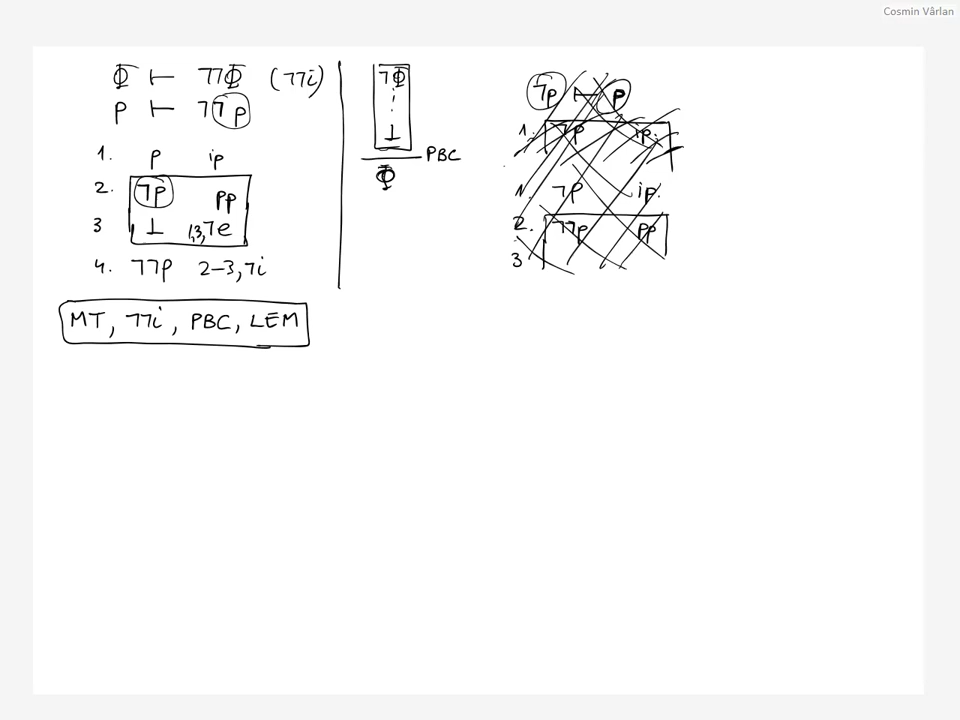 Cosmin Vârlan
Φ ⊢ ¬¬Φ (¬¬i)
p ⊢ ¬¬p
1. p ip
2. ¬p pp
3 ⊥ 1,3,¬e
4. ¬¬p 2-3,¬i
MT, ¬¬i, PBC, LEM
¬Φ
⋮
⊥
PBC
Φ
¬p ⊢ p
1. ¬p ip.
1. ¬p ip.
2. ¬¬p pp
3